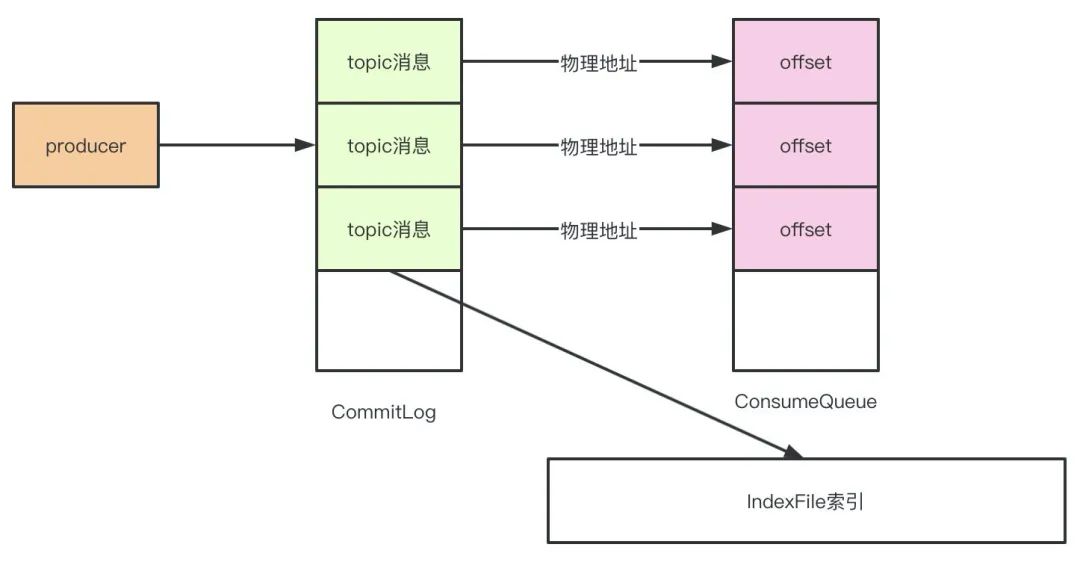 topic消息
物理地址
offset
producer
topic消息
物理地址
offset
topic消息
物理地址
offset
CommitLog
ConsumeQueue
IndexFile索引